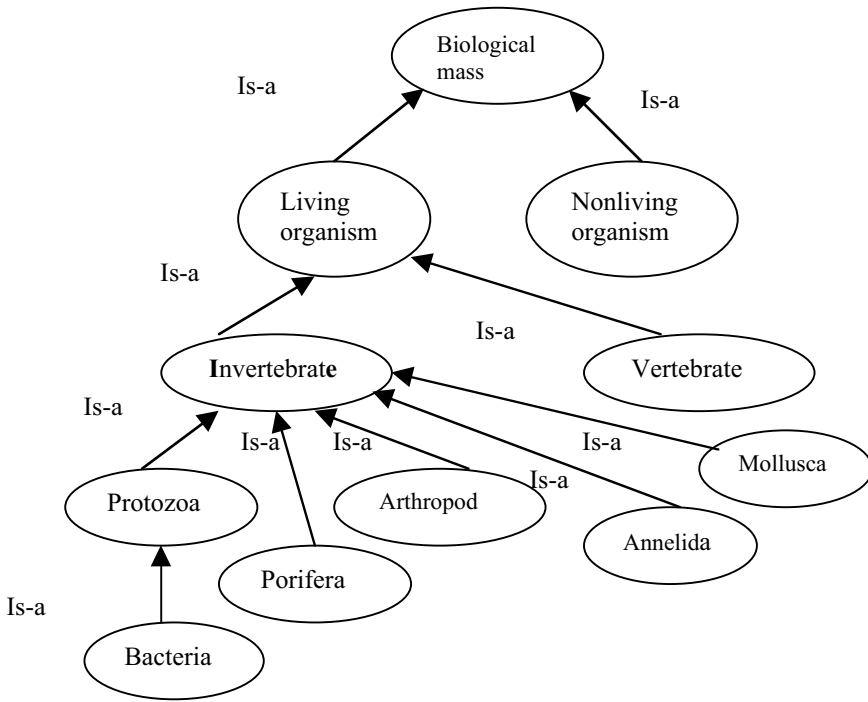 Biological
mass
Is-a
Is-a
Living
organism
Nonliving
organism
Is-a
Is-a
Invertebrate
Vertebrate
Is-a
Is-a
Is-a
Is-a
Is-a
Mollusca
Protozoa
Arthropod
Annelida
Porifera
Is-a
Bacteria